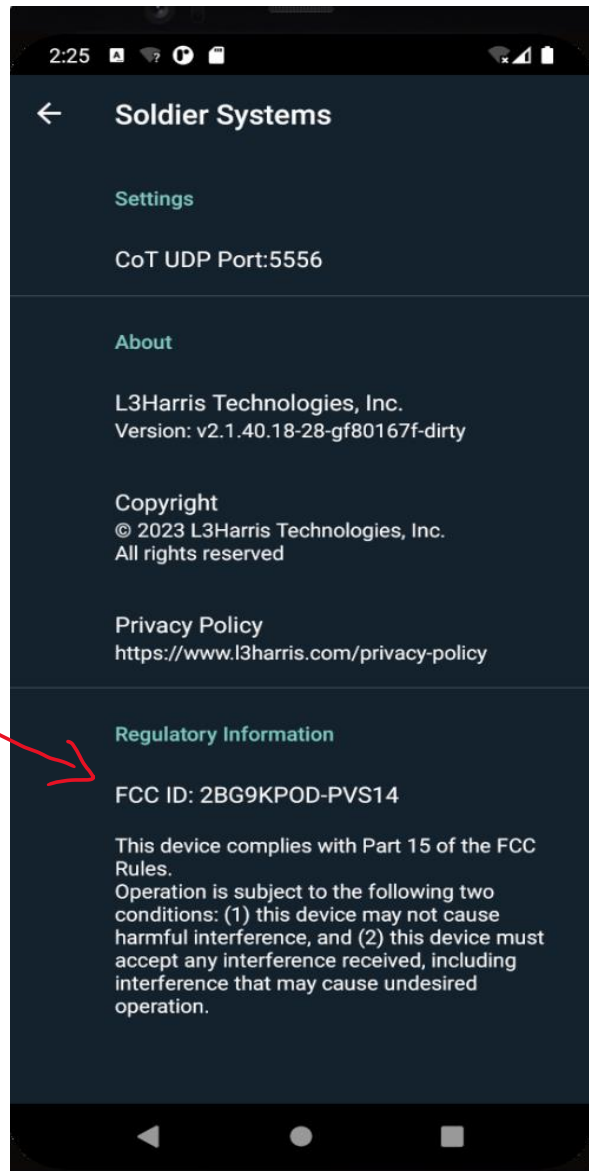 2:25
Soldier Systems
Settings
CoT UDP Port:5556
About
L3Harris Technologies, Inc.
Version: v2.1.40.18-28-gf80167f-dirty
Copyright
© 2023 L3Harris Technologies, Inc.
All rights reserved
Privacy Policy
https://www.l3harris.com/privacy-policy
Regulatory Information
FCC ID: 2BG9KPOD-PVS14
This device complies with Part 15 of the FCC
Rules.
Operation is subject to the following two
conditions: (1) this device may not cause
harmful interference, and (2) this device must
accept any interference received, including
interference that may cause undesired
operation.